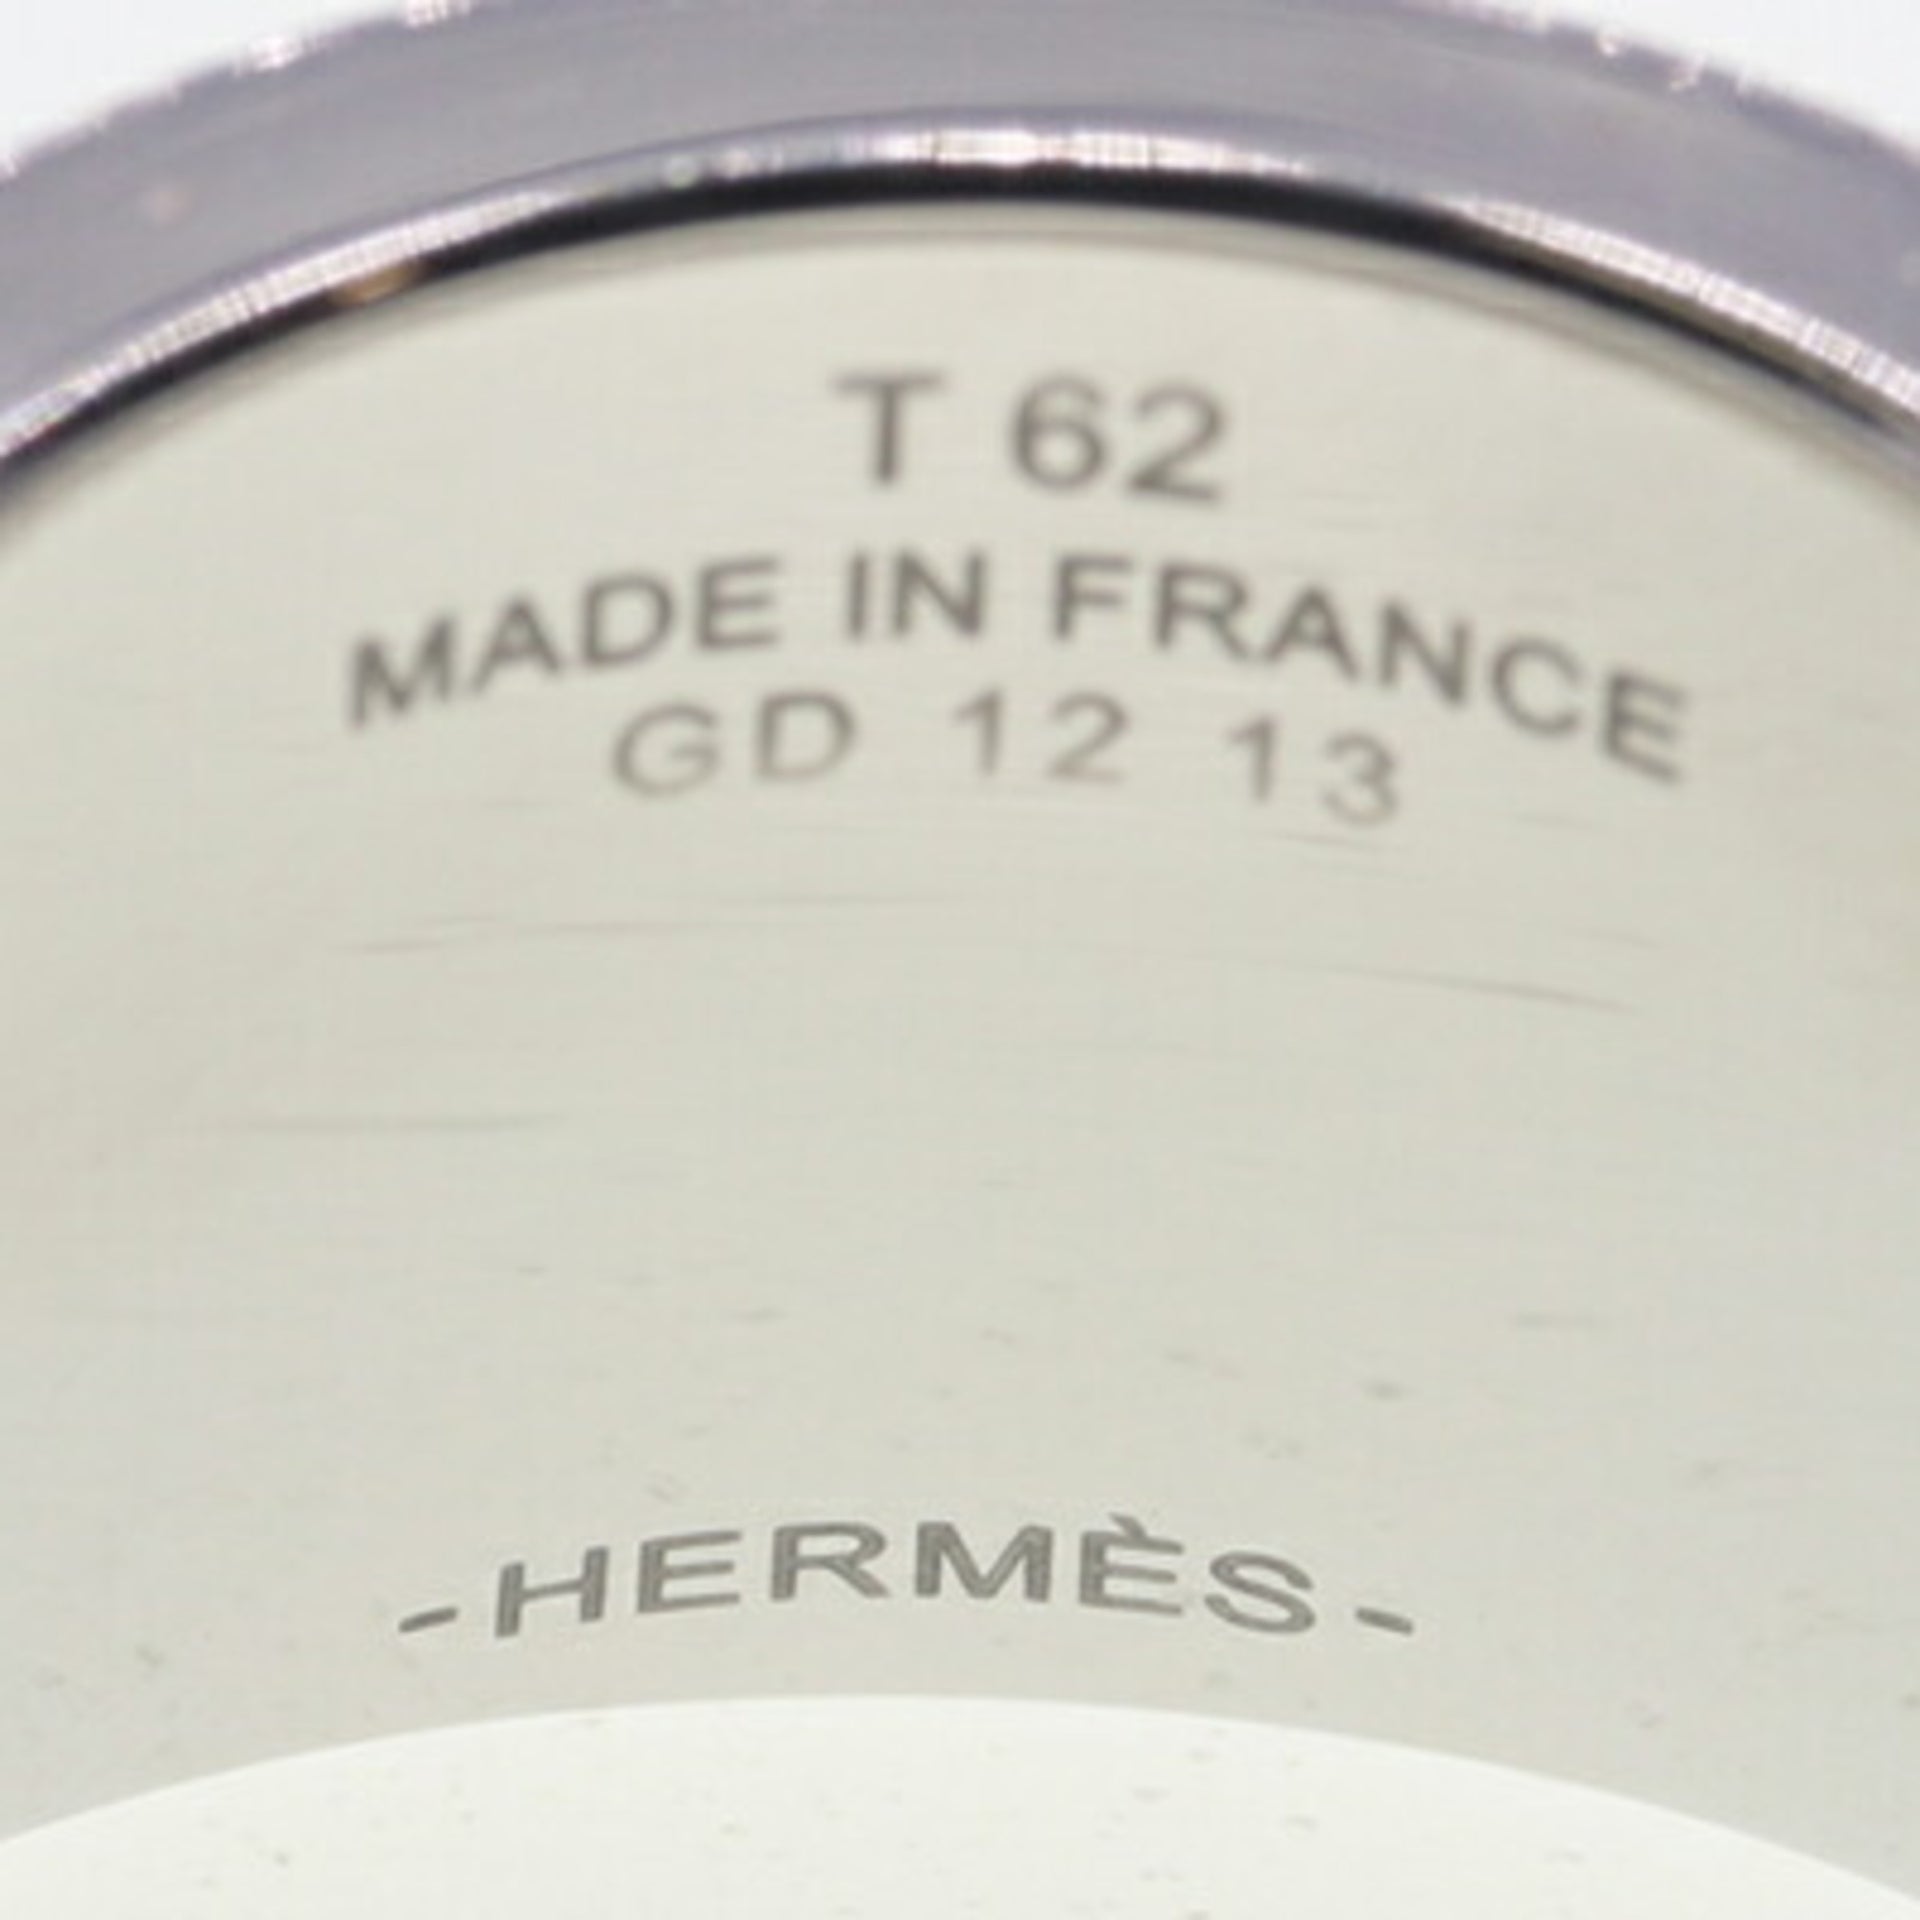 T 62
MADE IN FRANCE
GD 12 13
-HERMÈS-